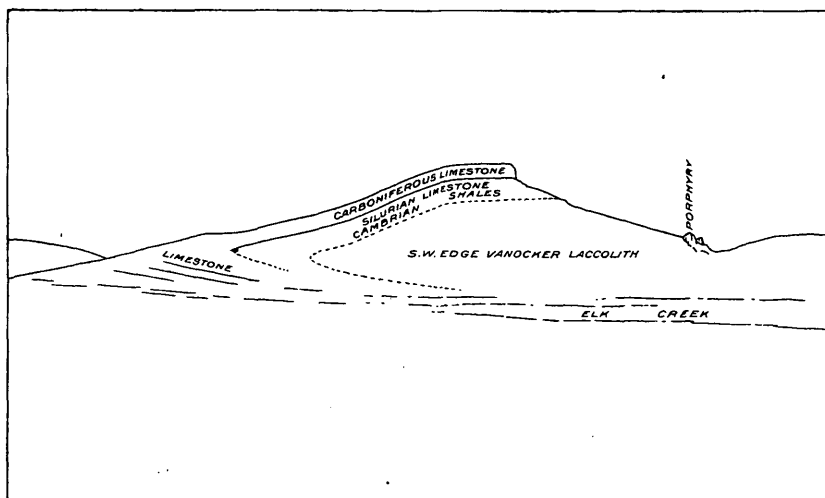 PORPHYRY
CARBONIFEROUS LIMESTONE
SILURIAN LIMESTONE
CAMBRIAN SHALES
LIMESTONE
S.W. EDGE VANOCKER LACCOLITH
ELK CREEK